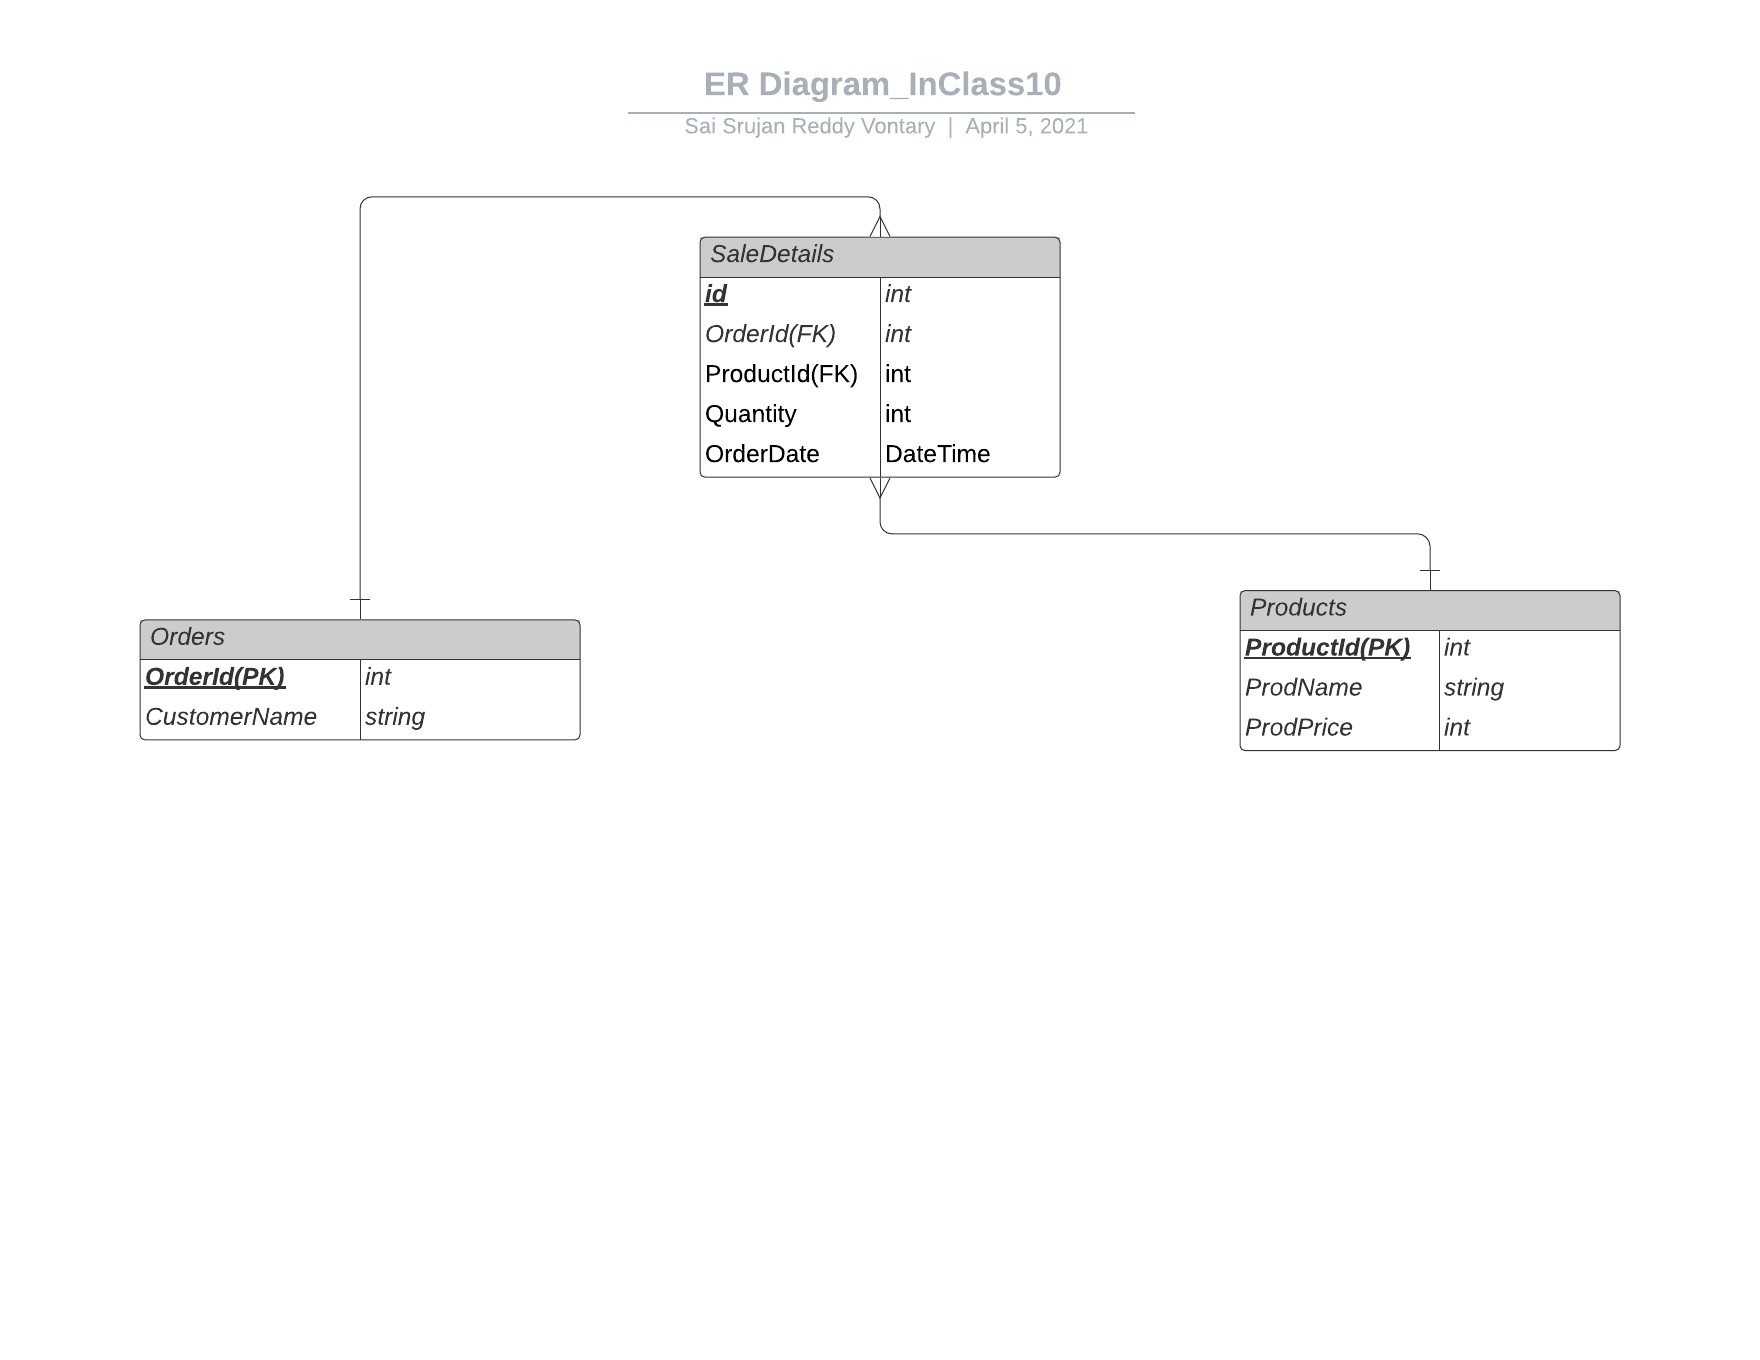 ER Diagram_InClass10
Sai Srujan Reddy Vontary | April 5, 2021
SaleDetails
id int
OrderId(FK) int
ProductId(FK) int
Quantity int
OrderDate DateTime
Orders
OrderId(PK) int
CustomerName string
Products
ProductId(PK) int
ProdName string
ProdPrice int